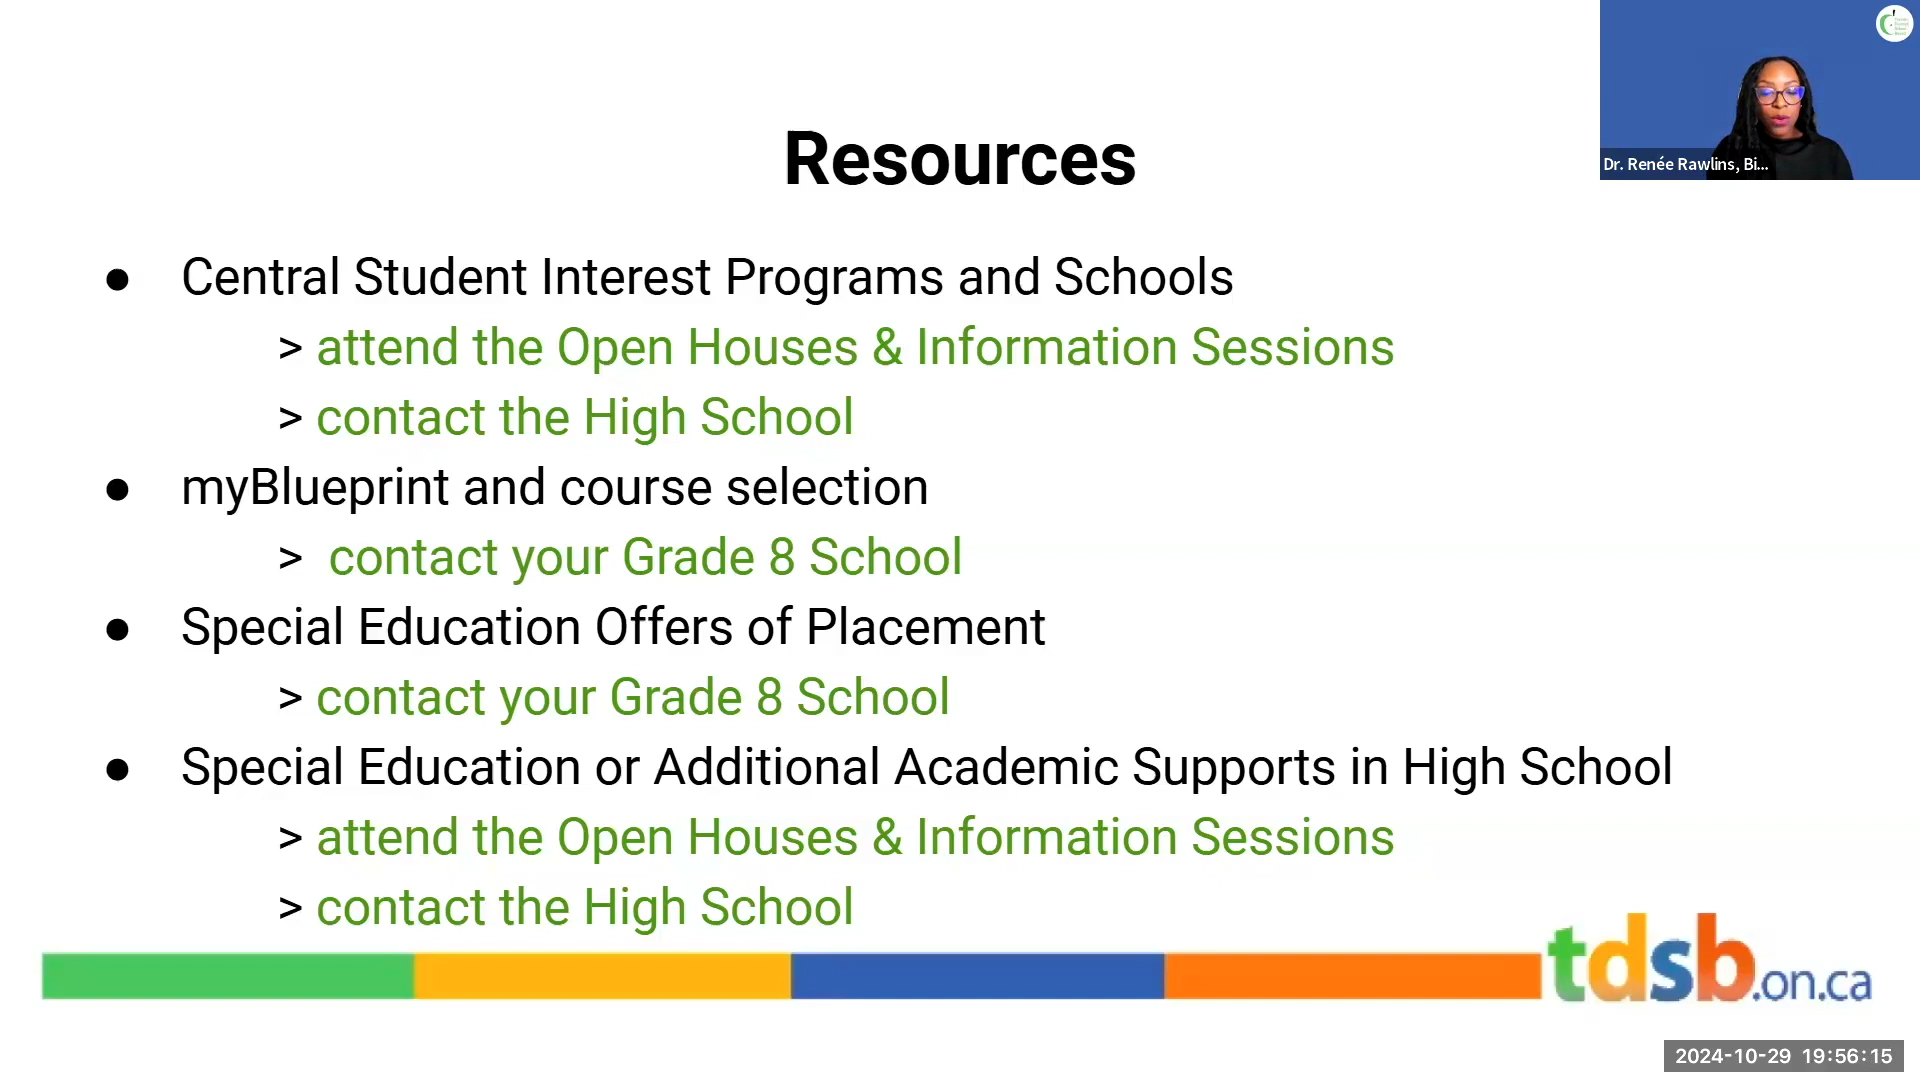 Resources
Dr. Renée Rawlins, Bi...
● Central Student Interest Programs and Schools
> attend the Open Houses & Information Sessions
> contact the High School
● myBlueprint and course selection
> contact your Grade 8 School
● Special Education Offers of Placement
> contact your Grade 8 School
● Special Education or Additional Academic Supports in High School
> attend the Open Houses & Information Sessions
> contact the High School
tdsb.on.ca
2024-10-29 19:56:15